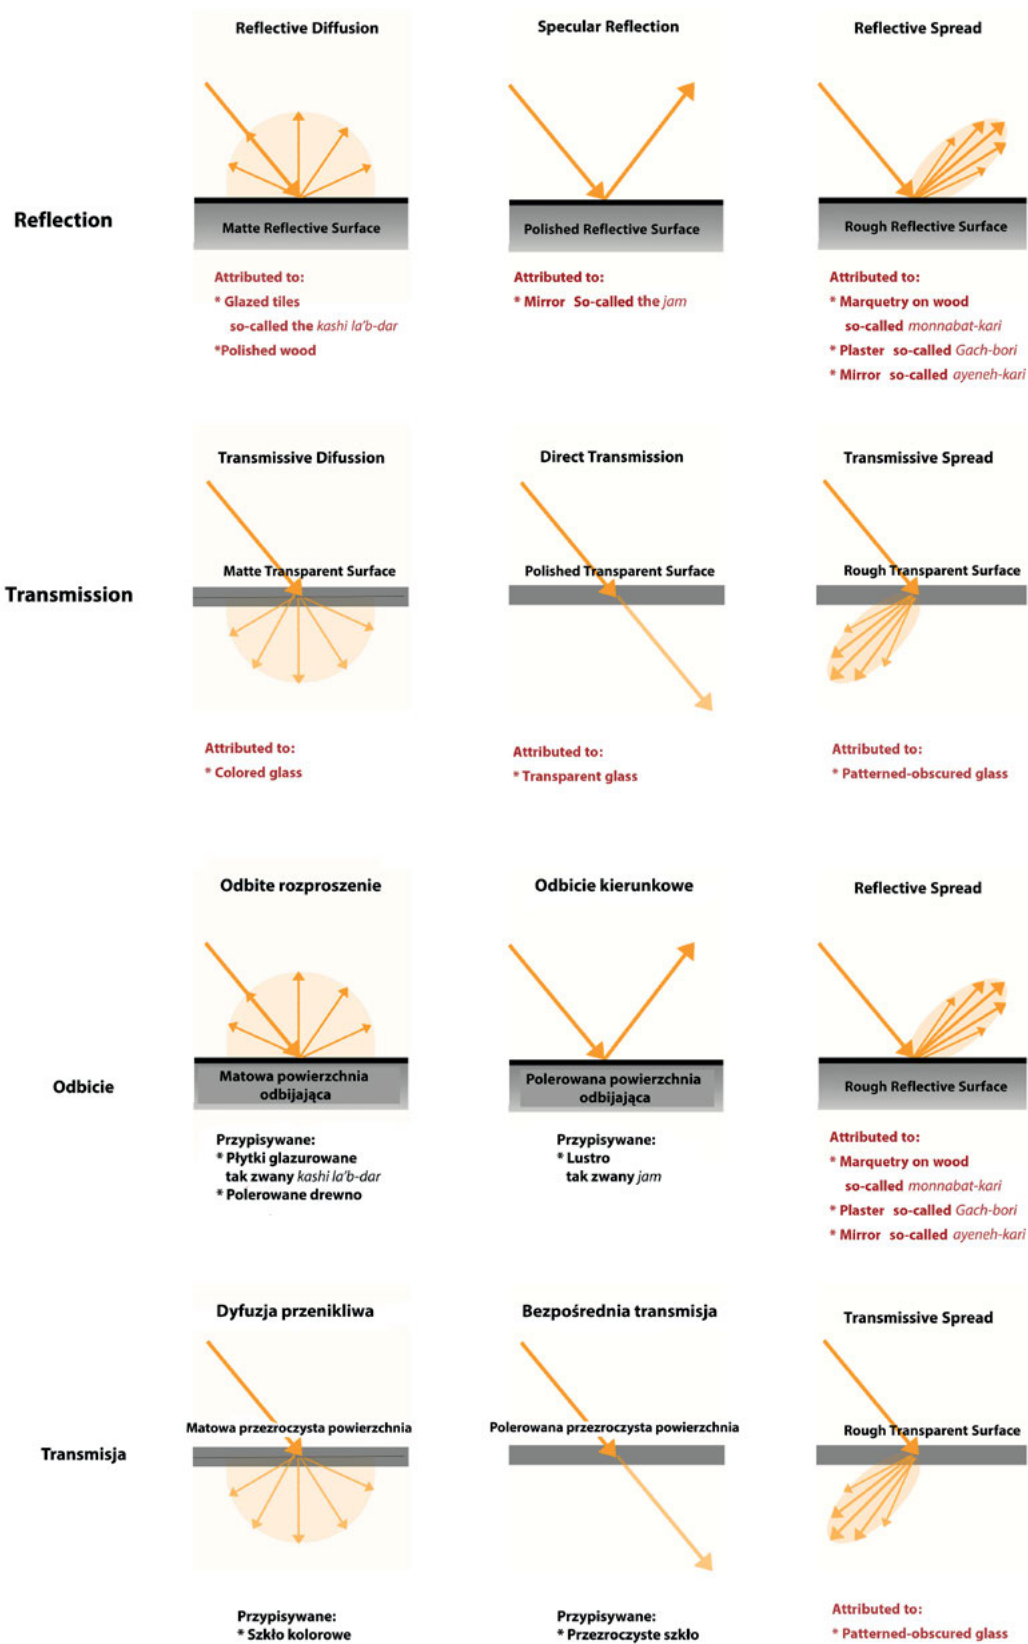 Reflective Diffusion
Specular Reflection
Reflective Spread
Reflection
Matte Reflective Surface
Polished Reflective Surface
Rough Reflective Surface
Attributed to:
* Glazed tiles
so-called the kashi la'b-dar
*Polished wood
Attributed to:
* Mirror So-called the jam
Attributed to:
* Marquetry on wood
so-called monnabat-kari
* Plaster so-called Gach-bori
* Mirror so-called ayeneh-kari
Transmissive Difussion
Direct Transmission
Transmissive Spread
Transmission
Matte Transparent Surface
Polished Transparent Surface
Rough Transparent Surface
Attributed to:
* Colored glass
Attributed to:
* Transparent glass
Attributed to:
* Patterned-obscured glass
Odbite rozproszenie
Odbicie kierunkowe
Reflective Spread
Odbicie
Matowa powierzchnia
odbijająca
Polerowana powierzchnia
odbijająca
Rough Reflective Surface
Przypisywane:
* Płytki glazurowane
tak zwany kashi la'b-dar
* Polerowane drewno
Przypisywane:
* Lustro
tak zwany jam
Attributed to:
* Marquetry on wood
so-called monnabat-kari
* Plaster so-called Gach-bori
* Mirror so-called ayeneh-kari
Dyfuzja przenikliwa
Bezpośrednia transmisja
Transmissive Spread
Transmisja
Matowa przezroczysta powierzchnia
Polerowana przezroczysta powierzchnia
Rough Transparent Surface
Przypisywane:
* Szkło kolorowe
Przypisywane:
* Przezroczyste szkło
Attributed to:
* Patterned-obscured glass